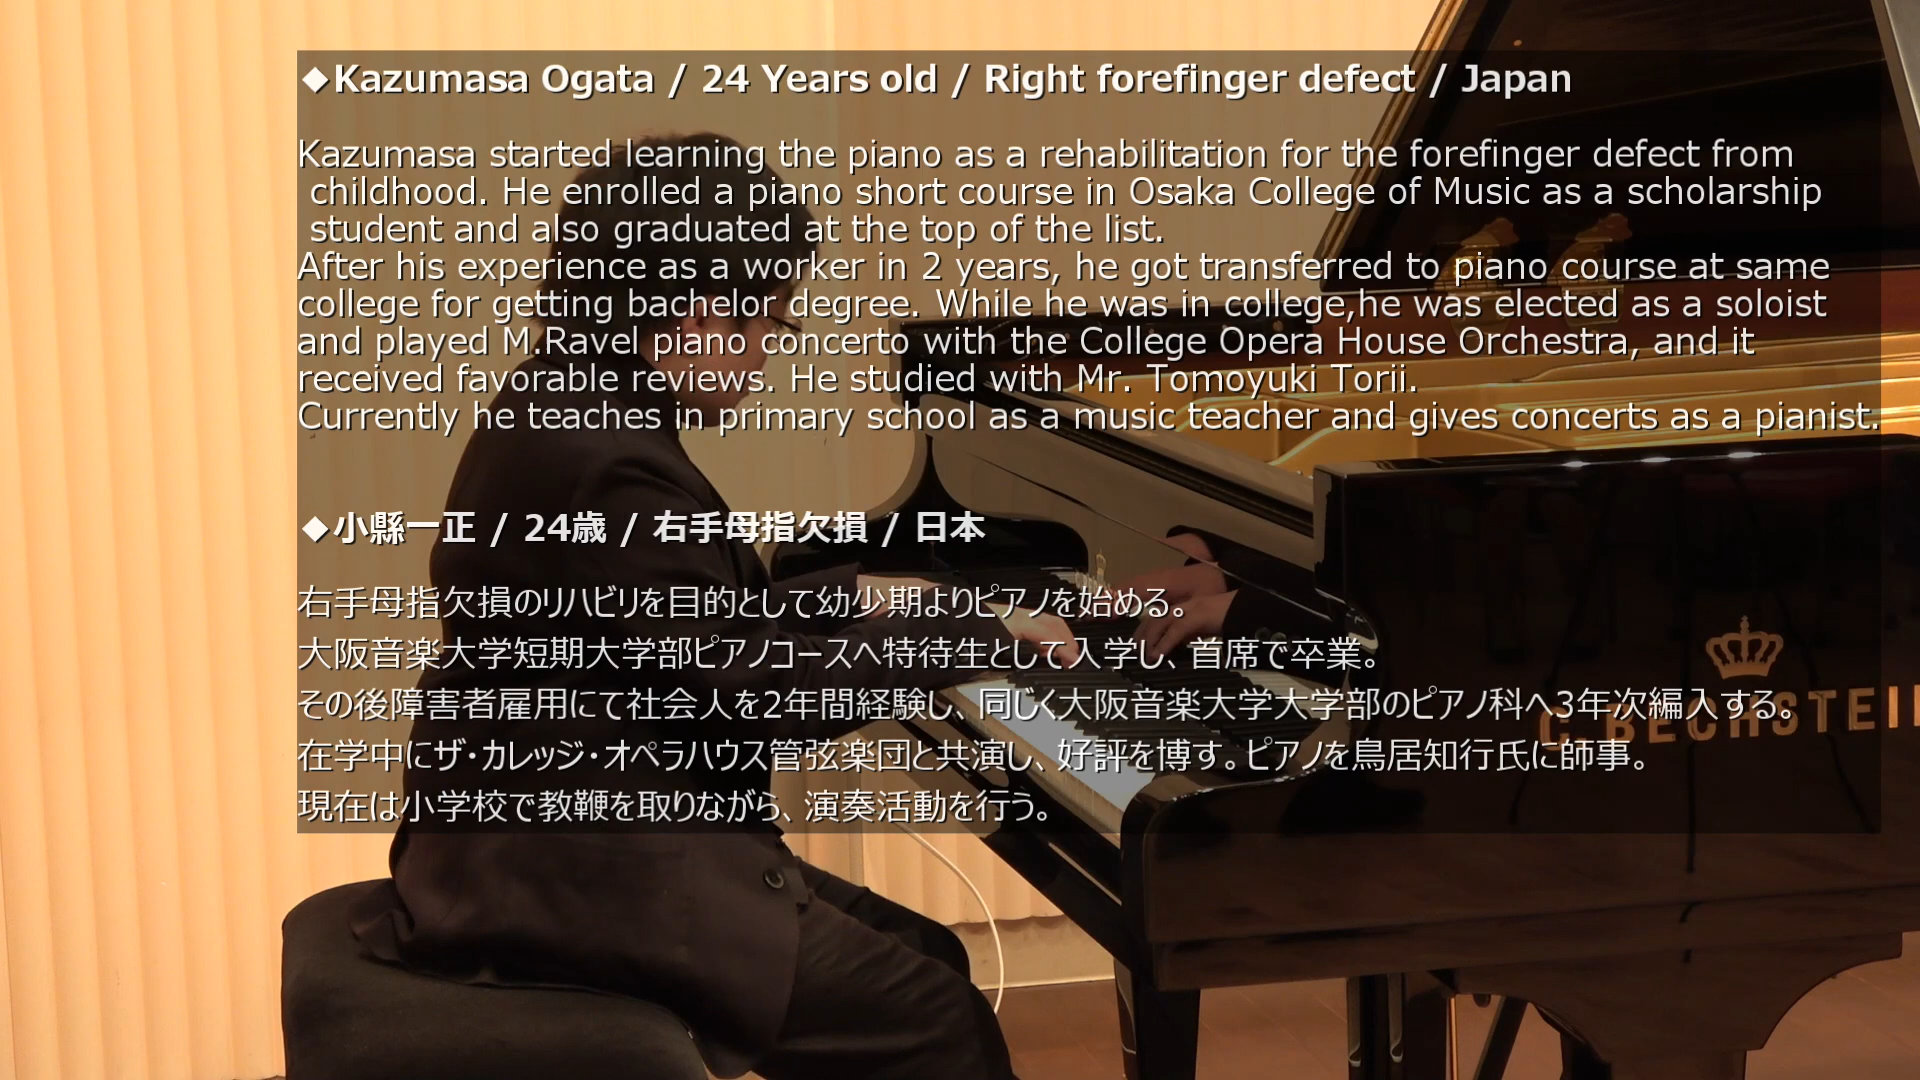 ◆Kazumasa Ogata / 24 Years old / Right forefinger defect / Japan
Kazumasa started learning the piano as a rehabilitation for the forefinger defect from
childhood. He enrolled a piano short course in Osaka College of Music as a scholarship
student and also graduated at the top of the list.
After his experience as a worker in 2 years, he got transferred to piano course at same
college for getting bachelor degree. While he was in college,he was elected as a soloist
and played M.Ravel piano concerto with the College Opera House Orchestra, and it
received favorable reviews. He studied with Mr. Tomoyuki Torii.
Currently he teaches in primary school as a music teacher and gives concerts as a pianist.
◆小縣一正 / 24歳 / 右手母指欠損 / 日本
右手母指欠損のリハビリを目的として幼少期よりピアノを始める。
大阪音楽大学短期大学部ピアノコースへ特待生として入学し、首席で卒業。
その後障害者雇用にて社会人を2年間経験し、同じく大阪音楽大学大学部のピアノ科へ3年次編入する。
在学中にザ・カレッジ・オペラハウス管弦楽団と共演し、好評を博す。ピアノを鳥居知行氏に師事。
現在は小学校で教鞭を取りながら、演奏活動を行う。
C. BECHSTEIN